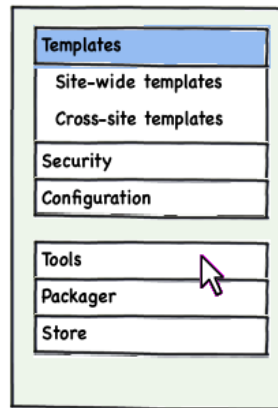 Templates
Site-wide templates
Cross-site templates
Security
Configuration
Tools
Packager
Store